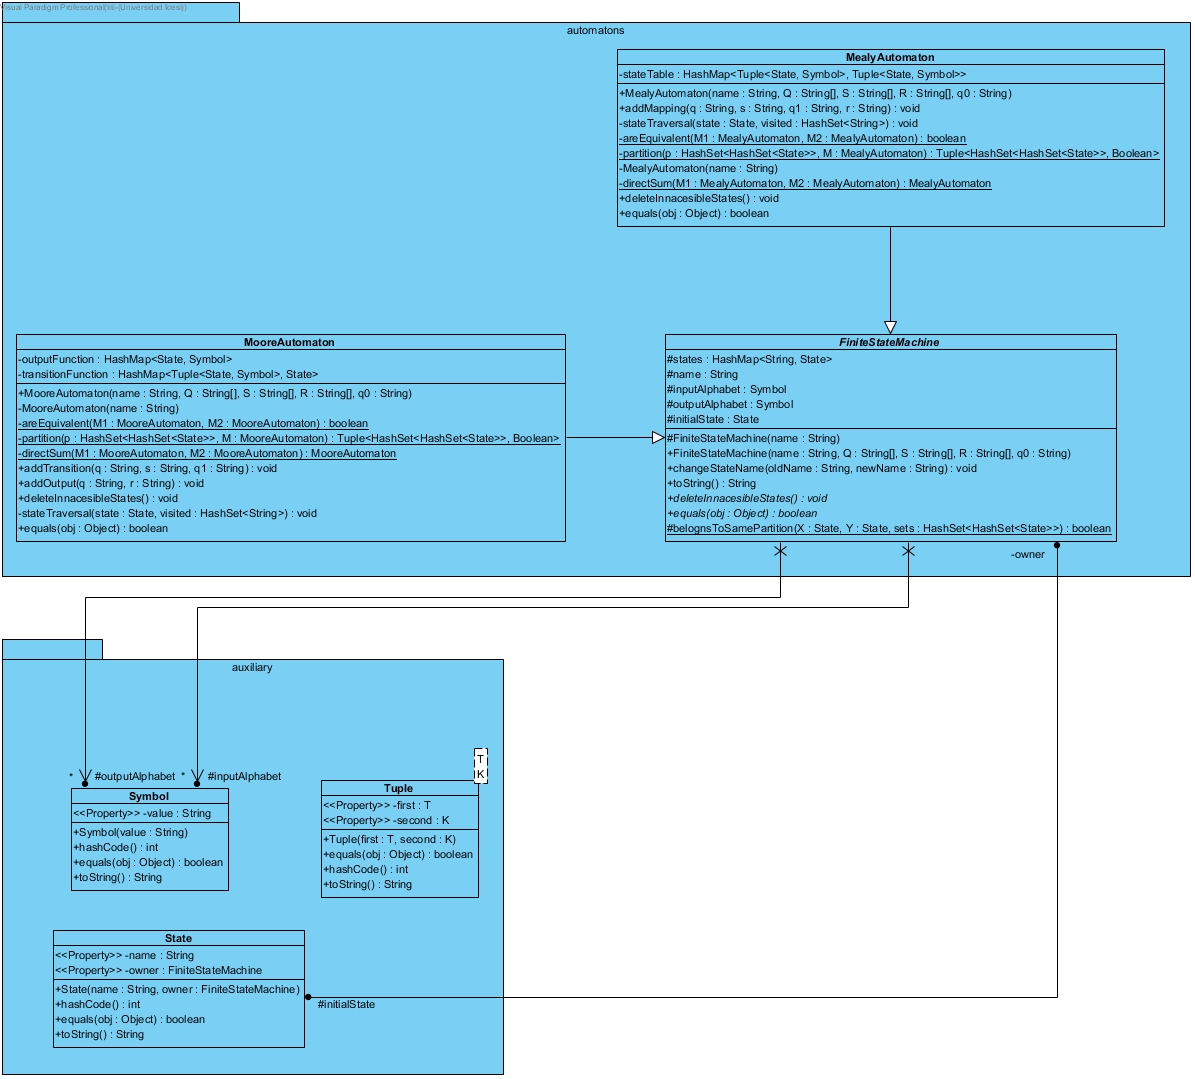 Visual Paradigm Professional(iti-(Universidad Icesi))
automatons
MealyAutomaton
-stateTable : HashMap<Tuple<State, Symbol>, Tuple<State, Symbol>>
+MealyAutomaton(name : String, Q : String[], S : String[], R : String[], q0 : String)
+addMapping(q : String, s : String, q1 : String, r : String) : void
-stateTraversal(state : State, visited : HashSet<String>) : void
-areEquivalent(M1 : MealyAutomaton, M2 : MealyAutomaton) : boolean
-partition(p : HashSet<HashSet<State>>, M : MealyAutomaton) : Tuple<HashSet<HashSet<State>>, Boolean>
-MealyAutomaton(name : String)
-directSum(M1 : MealyAutomaton, M2 : MealyAutomaton) : MealyAutomaton
+deleteInnacesibleStates() : void
+equals(obj : Object) : boolean
MooreAutomaton
-outputFunction : HashMap<State, Symbol>
-transitionFunction : HashMap<Tuple<State, Symbol>, State>
+MooreAutomaton(name : String, Q : String[], S : String[], R : String[], q0 : String)
-MooreAutomaton(name : String)
-areEquivalent(M1 : MooreAutomaton, M2 : MooreAutomaton) : boolean
-partition(p : HashSet<HashSet<State>>, M : MooreAutomaton) : Tuple<HashSet<HashSet<State>>, Boolean>
-directSum(M1 : MooreAutomaton, M2 : MooreAutomaton) : MooreAutomaton
+addTransition(q : String, s : String, q1 : String) : void
+addOutput(q : String, r : String) : void
+deleteInnacesibleStates() : void
-stateTraversal(state : State, visited : HashSet<String>) : void
+equals(obj : Object) : boolean
FiniteStateMachine
#states : HashMap<String, State>
#name : String
#inputAlphabet : Symbol
#outputAlphabet : Symbol
#initialState : State
#FiniteStateMachine(name : String)
+FiniteStateMachine(name : String, Q : String[], S : String[], R : String[], q0 : String)
+changeStateName(oldName : String, newName : String) : void
+toString() : String
+deleteInnacesibleStates() : void
+equals(obj : Object) : boolean
#belognsToSamePartition(X : State, Y : State, sets : HashSet<HashSet<State>>) : boolean
-owner
auxiliary
* #outputAlphabet * #inputAlphabet
T
K
Symbol
<<Property>> -value : String
+Symbol(value : String)
+hashCode() : int
+equals(obj : Object) : boolean
+toString() : String
Tuple
<<Property>> -first : T
<<Property>> -second : K
+Tuple(first : T, second : K)
+equals(obj : Object) : boolean
+hashCode() : int
+toString() : String
State
<<Property>> -name : String
<<Property>> -owner : FiniteStateMachine
+State(name : String, owner : FiniteStateMachine)
+hashCode() : int
+equals(obj : Object) : boolean
+toString() : String
#initialState